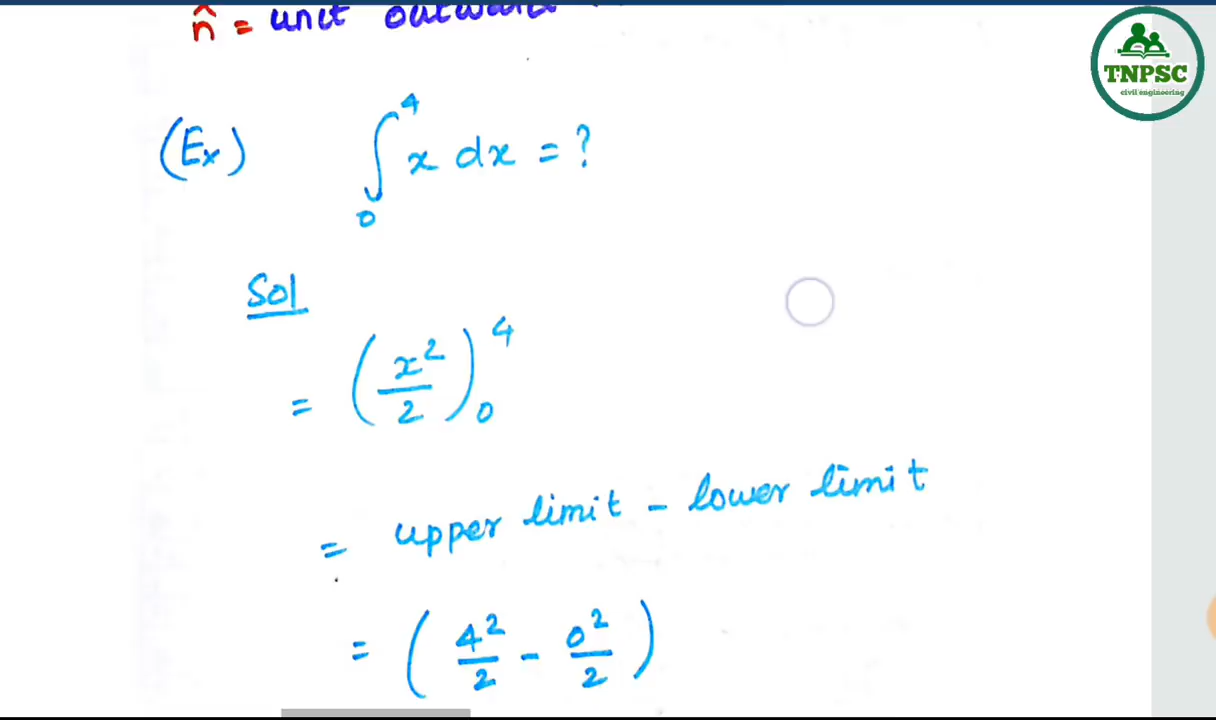 n̂ = unit outward
TNPSC
civil engineering
(Ex) ∫₀⁴ x dx = ?
Sol
= (x²/2)₀⁴
= upper limit - lower limit
= (4²/2 - 0²/2)